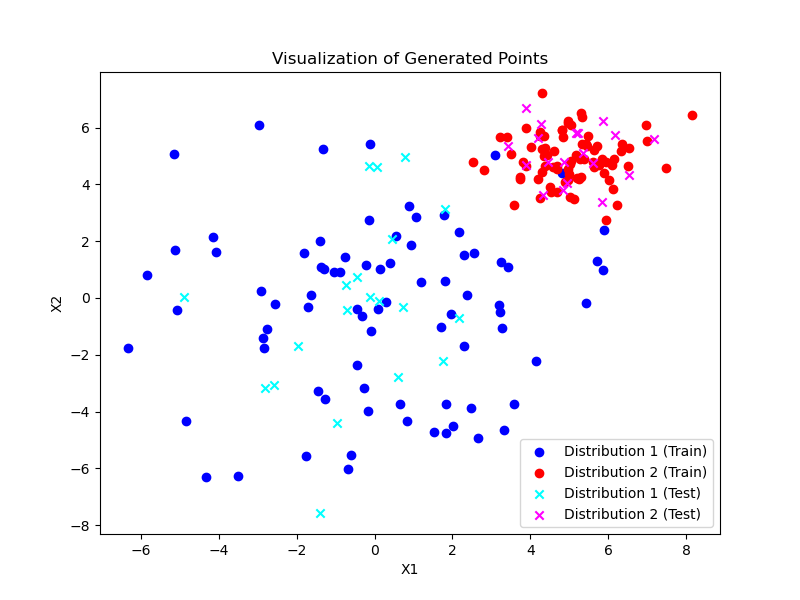 Visualization of Generated Points
X2
6
4
2
0
−2
−4
−6
−8
−6
−4
−2
0
2
4
6
8
X1
Distribution 1 (Train)
Distribution 2 (Train)
Distribution 1 (Test)
Distribution 2 (Test)